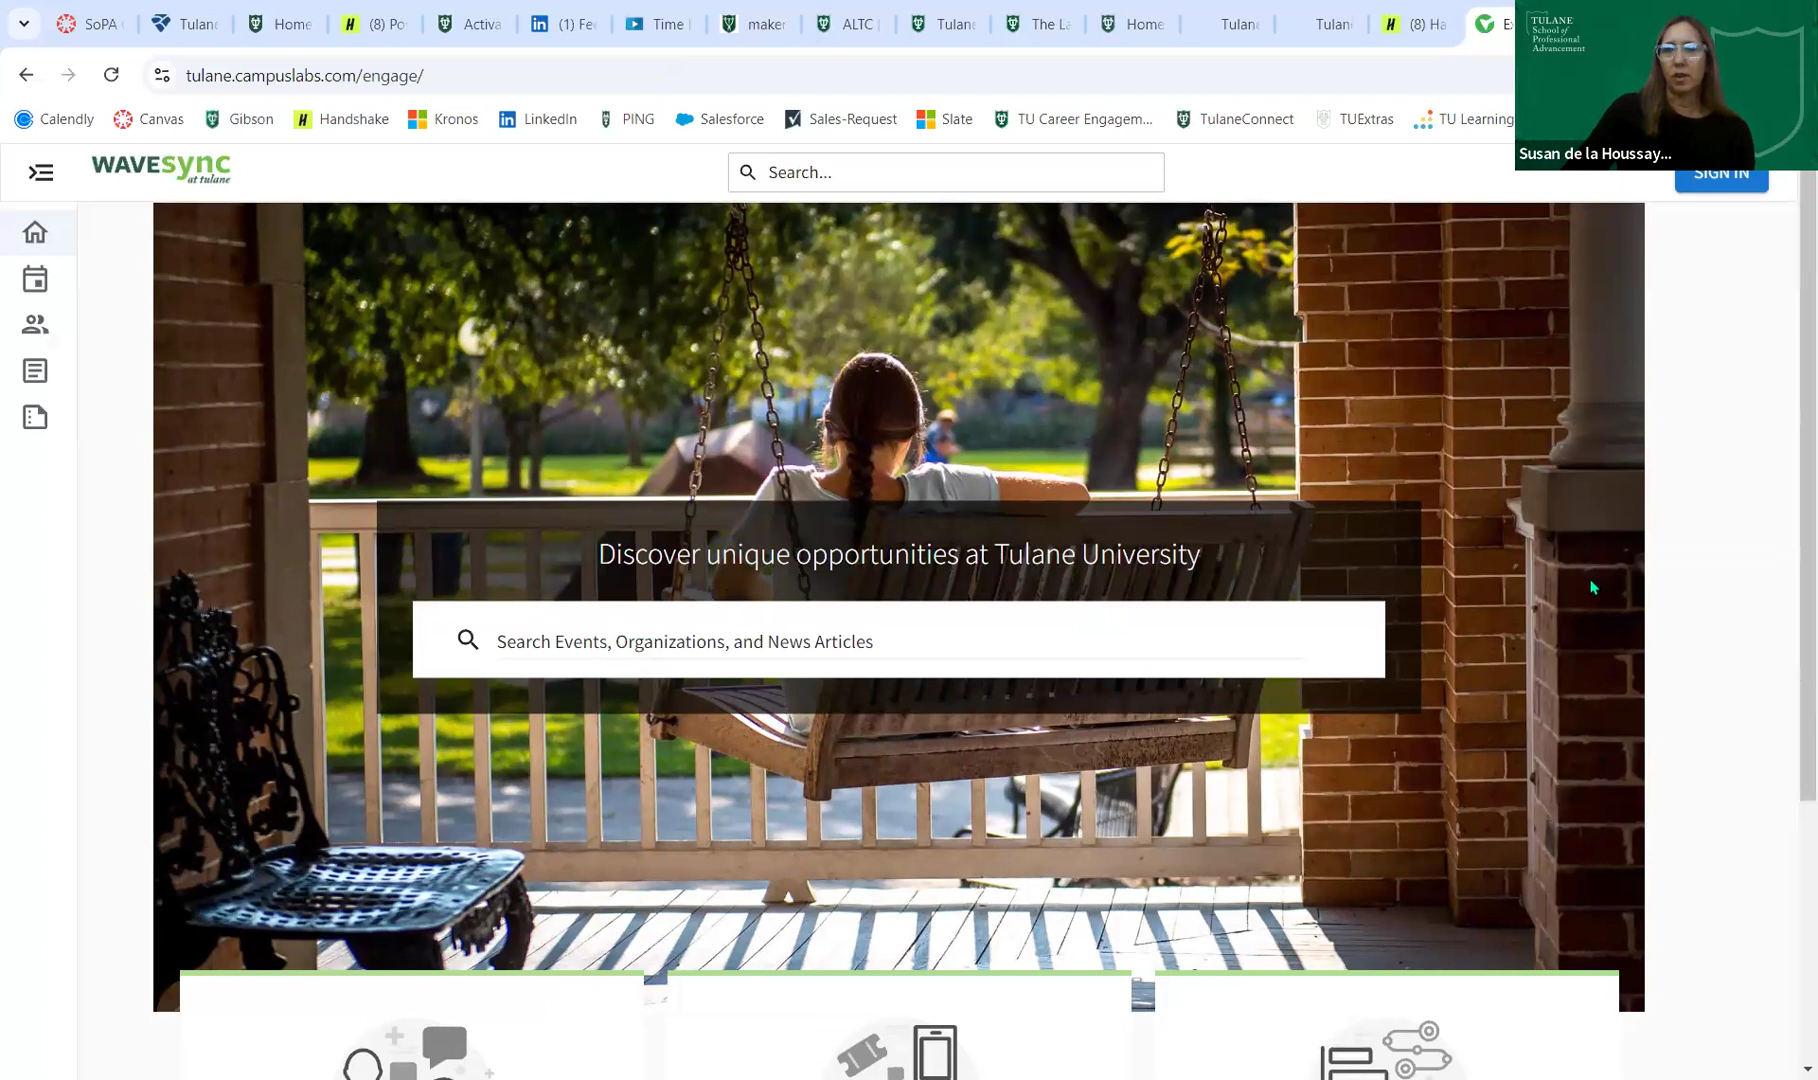 SoPA
Tulane
Home
(8) Po
Activa
(1) Fee
Time
maker
ALTC
Tulane
The La
Home
Tulane
Tulane
(8) Ha
tulane.campuslabs.com/engage/
Calendly
Canvas
Gibson
Handshake
Kronos
LinkedIn
PING
Salesforce
Sales-Request
Slate
TU Career Engagem...
TulaneConnect
TUExtras
TU Learning
TULANE
School of
Professional
Advancement
Susan de la Houssay...
WAVESYNC
at tulane
Search...
SIGN IN
Discover unique opportunities at Tulane University
Search Events, Organizations, and News Articles